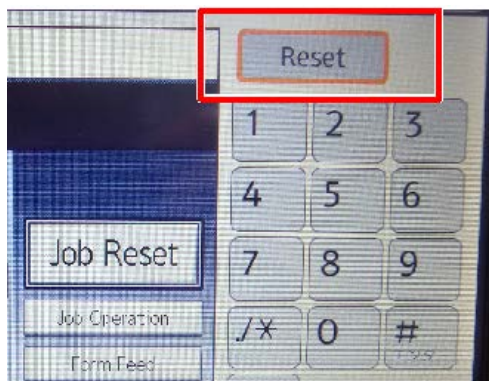 Reset
1 2 3
4 5 6
Job Reset
7 8 9
Job Operation
./* 0 #
Form Feed